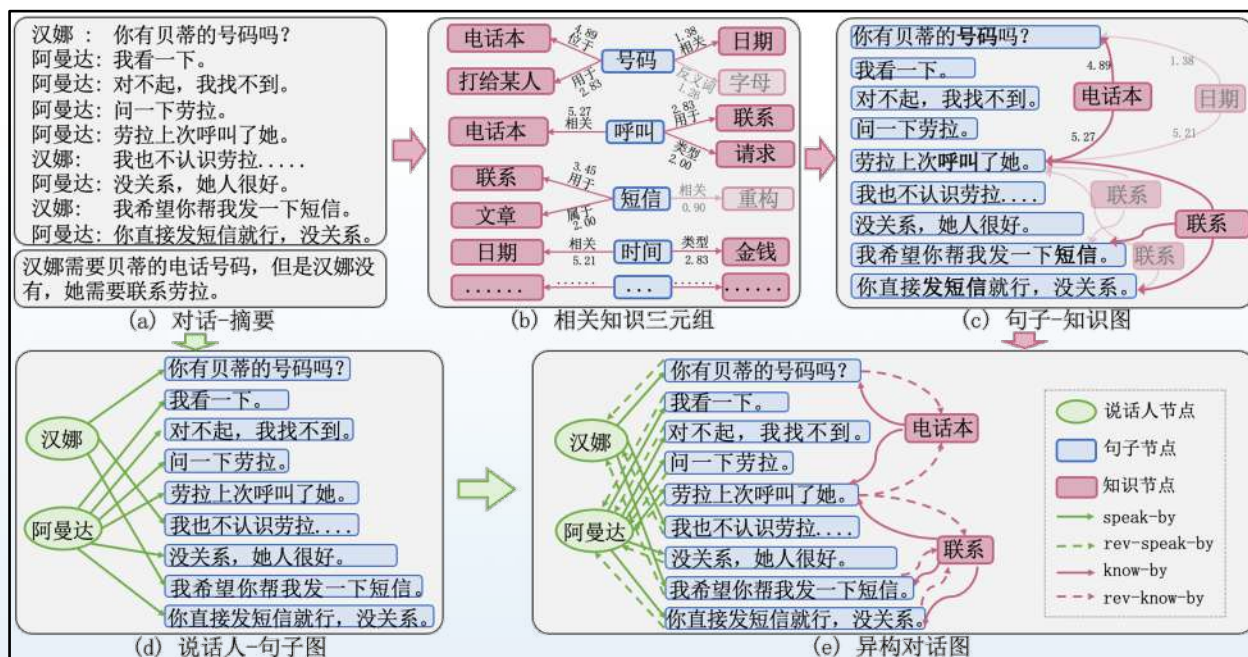 汉娜 : 你有贝蒂的号码吗？
阿曼达: 我看一下。
阿曼达: 对不起，我找不到。
阿曼达: 问一下劳拉。
阿曼达: 劳拉上次呼叫了她。
汉娜: 我也不认识劳拉.....
阿曼达: 没关系，她人很好。
汉娜: 我希望你帮我发一下短信。
阿曼达: 你直接发短信就行，没关系。
汉娜需要贝蒂的电话号码，但是汉娜没
有，她需要联系劳拉。
(a) 对话-摘要
电话本 4.89 位于 号码 1.38 相关 日期
打给某人 用于 2.83 反义词 1.26 字母
电话本 5.27 相关 呼叫 2.83 用于 联系
类型 2.00 请求
联系 3.45 用于 短信 相关 0.90 重构
文章 属于 2.00
日期 相关 5.21 时间 类型 2.83 金钱
...... ...... ... ...... ......
(b) 相关知识三元组
你有贝蒂的号码吗？
我看一下。
对不起，我找不到。
问一下劳拉。
劳拉上次呼叫了她。
我也不认识劳拉....
没关系，她人很好。
我希望你帮我发一下短信。
你直接发短信就行，没关系。
4.89
电话本
5.27
1.38
日期
5.21
联系
联系
联系
(c) 句子-知识图
汉娜
阿曼达
你有贝蒂的号码吗？
我看一下。
对不起，我找不到。
问一下劳拉。
劳拉上次呼叫了她。
我也不认识劳拉....
没关系，她人很好。
我希望你帮我发一下短信。
你直接发短信就行，没关系。
(d) 说话人-句子图
汉娜
阿曼达
你有贝蒂的号码吗？
我看一下。
对不起，我找不到。
问一下劳拉。
劳拉上次呼叫了她。
我也不认识劳拉....
没关系，她人很好。
我希望你帮我发一下短信。
你直接发短信就行，没关系。
电话本
联系
说话人节点
句子节点
知识节点
speak-by
rev-speak-by
know-by
rev-know-by
(e) 异构对话图